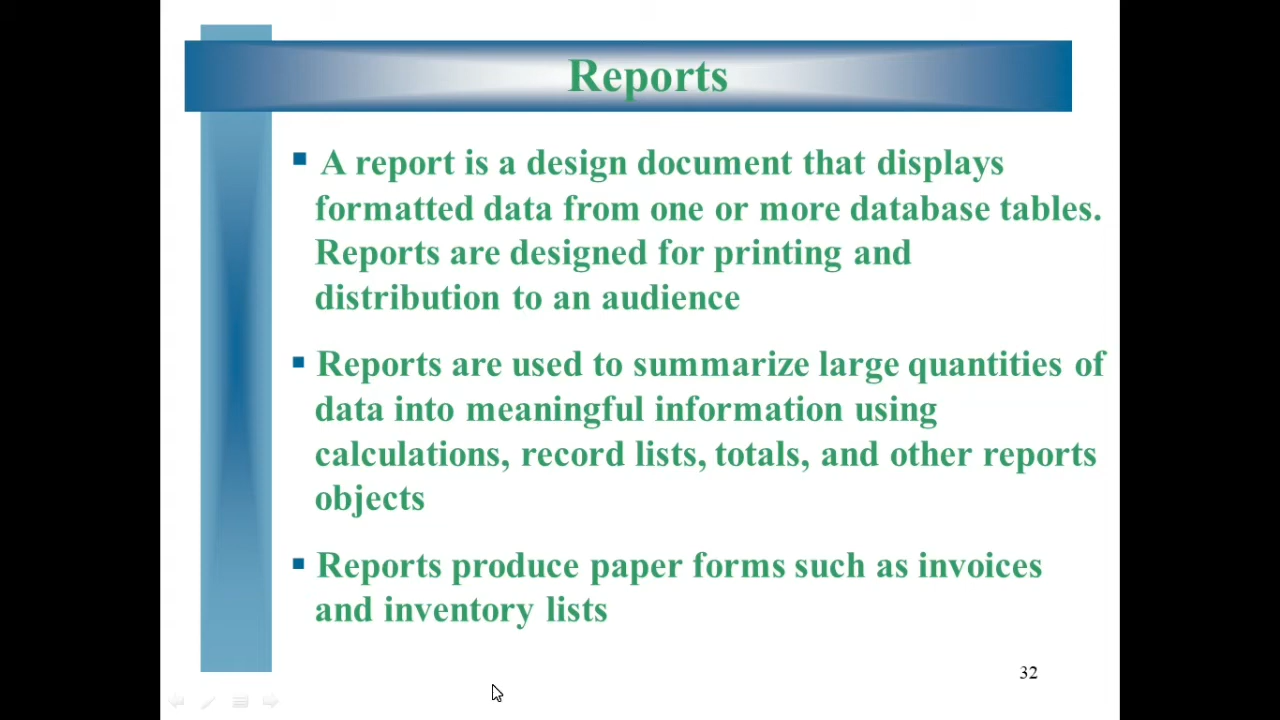 Reports
A report is a design document that displays
formatted data from one or more database tables.
Reports are designed for printing and
distribution to an audience
Reports are used to summarize large quantities of
data into meaningful information using
calculations, record lists, totals, and other reports
objects
Reports produce paper forms such as invoices
and inventory lists
32